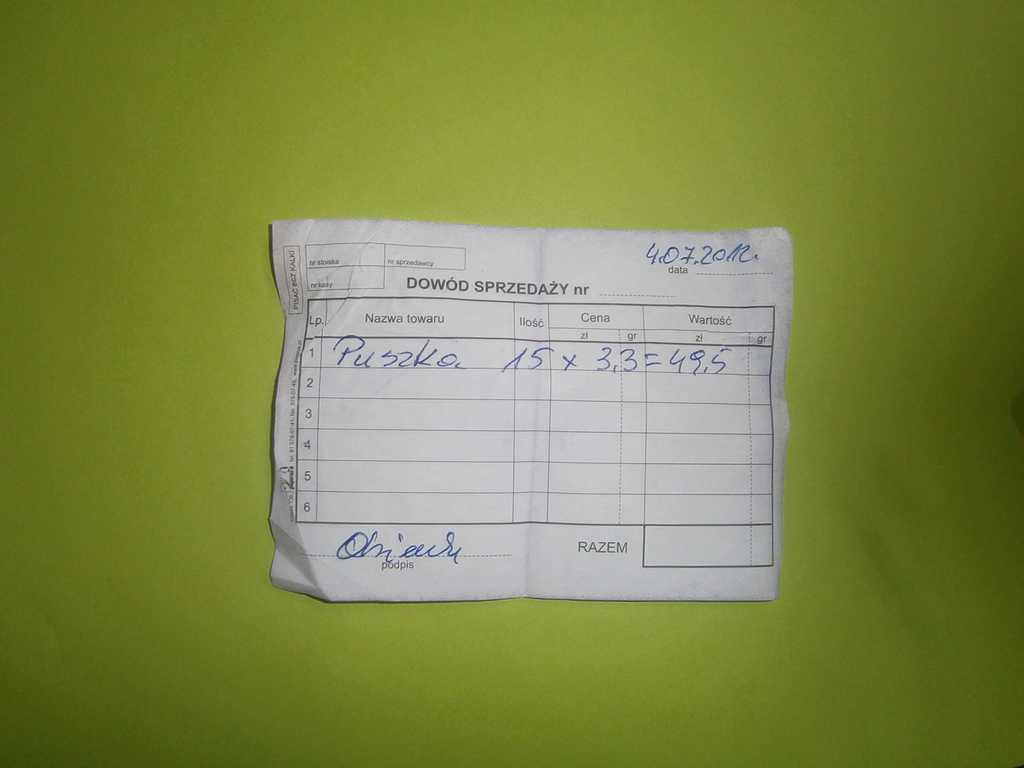 PISAĆ BEZ KALKI
4.07.2012r.
nr stoiska nr sprzedawcy
data
nr kasy
DOWÓD SPRZEDAŻY nr
Lp. Nazwa towaru Ilość Cena Wartość
zł gr zł gr
1 Puszka 15 x 3,3 = 49,5
2
3
4
5
6
RAZEM
podpis